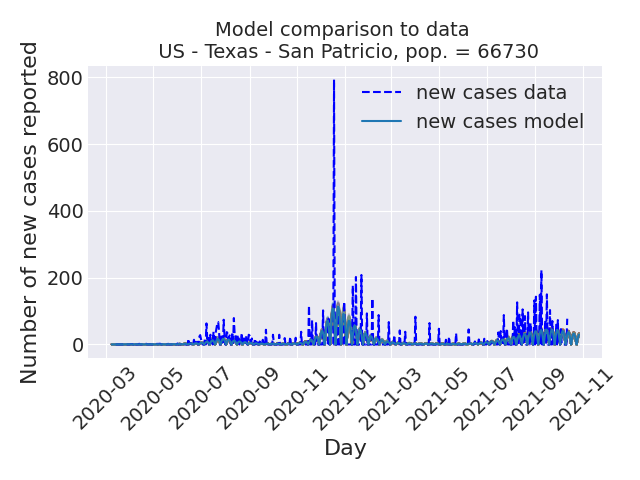 Model comparison to data
US - Texas - San Patricio, pop. = 66730
Number of new cases reported
800
600
400
200
0
new cases data
new cases model
2020-03
2020-05
2020-07
2020-09
2020-11
2021-01
2021-03
2021-05
2021-07
2021-09
2021-11
Day